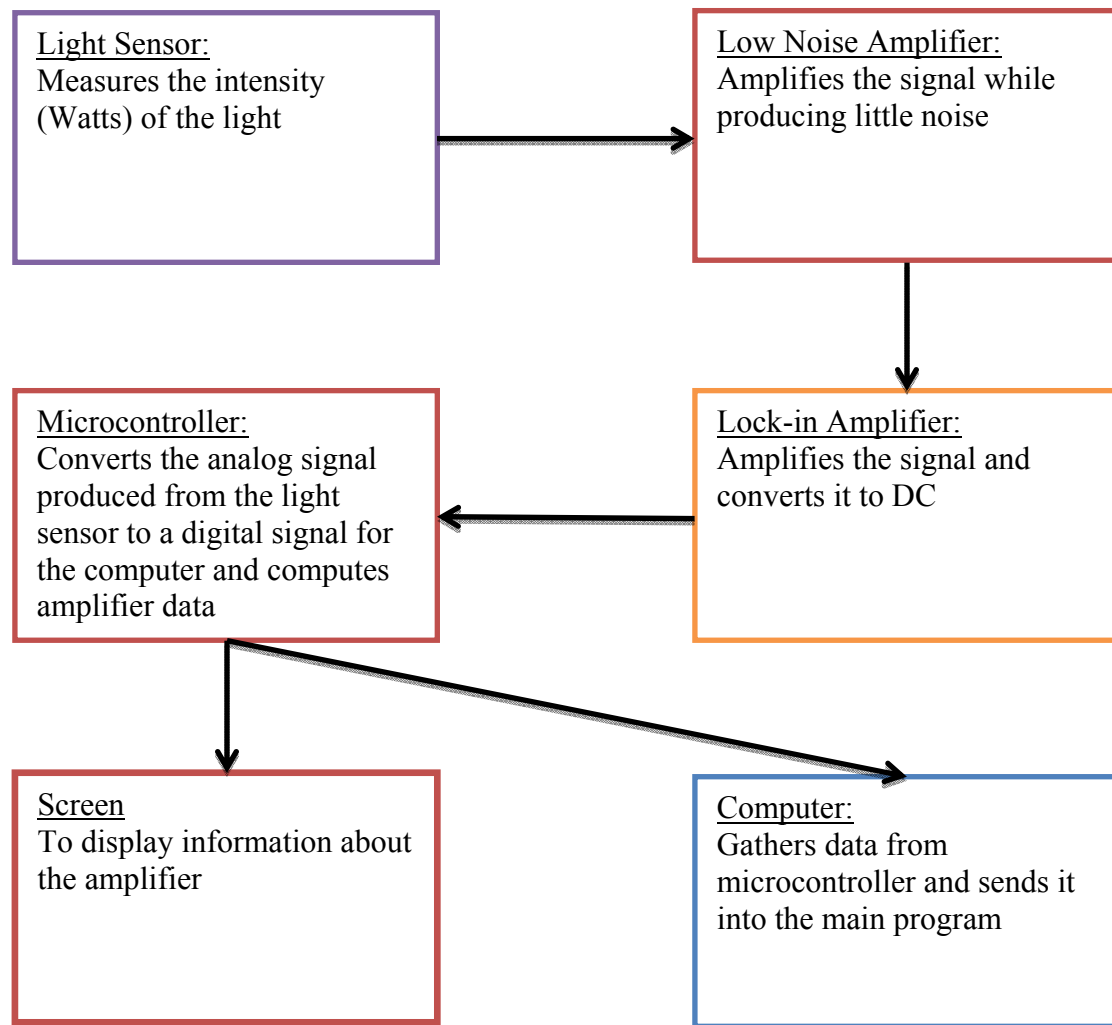 Light Sensor:
Measures the intensity
(Watts) of the light
Low Noise Amplifier:
Amplifies the signal while
producing little noise
Lock-in Amplifier:
Amplifies the signal and
converts it to DC
Microcontroller:
Converts the analog signal
produced from the light
sensor to a digital signal for
the computer and computes
amplifier data
Screen
To display information about
the amplifier
Computer:
Gathers data from
microcontroller and sends it
into the main program